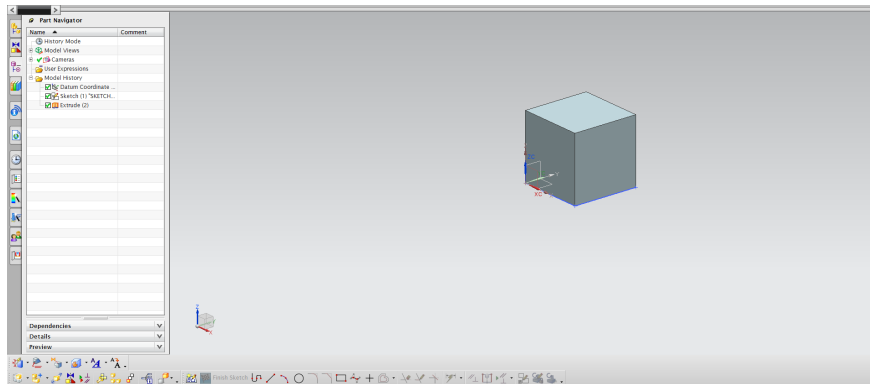 Part Navigator
Name Comment
History Mode
Model Views
Cameras
User Expressions
Model History
Datum Coordinate ...
Sketch (1) "SKETCH...
Extrude (2)
Dependencies
Details
Preview
XC
Z
X
Finish Sketch